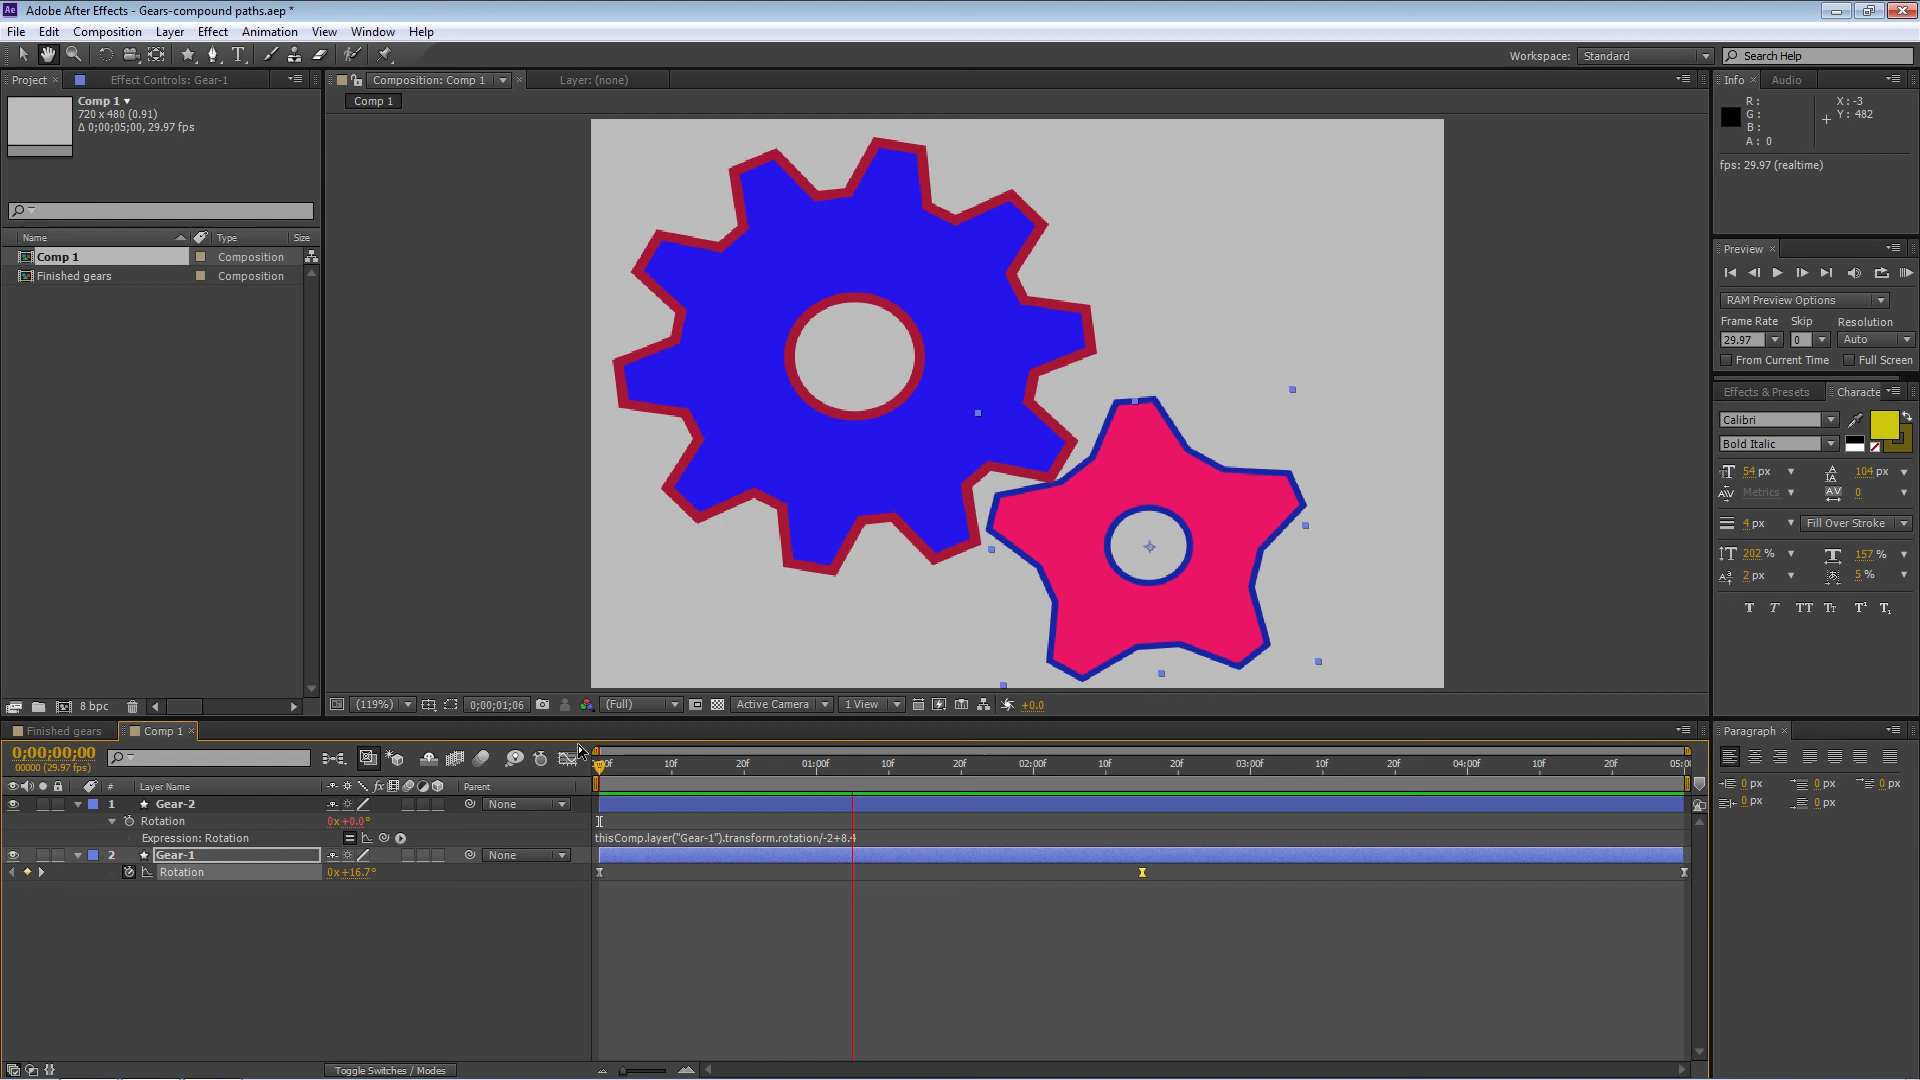 Ae Adobe After Effects - Gears-compound paths.aep *
File Edit Composition Layer Effect Animation View Window Help
T
Workspace: Standard Search Help
Project × Effect Controls: Gear-1
Composition: Comp 1 × Layer: (none)
Info × Audio
Comp 1
720 x 480 (0.91)
Δ 0;00;05;00, 29.97 fps
Comp 1
R :
G :
B :
A : 0
X : -3
Y : 482
fps: 29.97 (realtime)
Name Type Size
Comp 1 Composition
Finished gears Composition
Preview ×
RAM Preview Options
Frame Rate Skip Resolution
29.97 0 Auto
From Current Time Full Screen
Effects & Presets Characte
Calibri
Bold Italic
54 px 104 px
Metrics 0
4 px Fill Over Stroke
202 % 157 %
2 px 5 %
T T TT Tt T¹ T₁
8 bpc
(119%) 0;00;01;06 (Full) Active Camera 1 View +0.0
Finished gears Comp 1 ×
Paragraph ×
0;00;00;00
00000 (29.97 fps)
00f 10f 20f 01:00f 10f 20f 02:00f 10f 20f 03:00f 10f 20f 04:00f 10f 20f 05:00
# Layer Name fx Parent
1 Gear-2 None
Rotation 0x+0.0°
Expression: Rotation thisComp.layer("Gear-1").transform.rotation/-2+8.4
2 Gear-1 None
Rotation 0x+16.7°
0 px 0 px 0 px
0 px 0 px
Toggle Switches / Modes